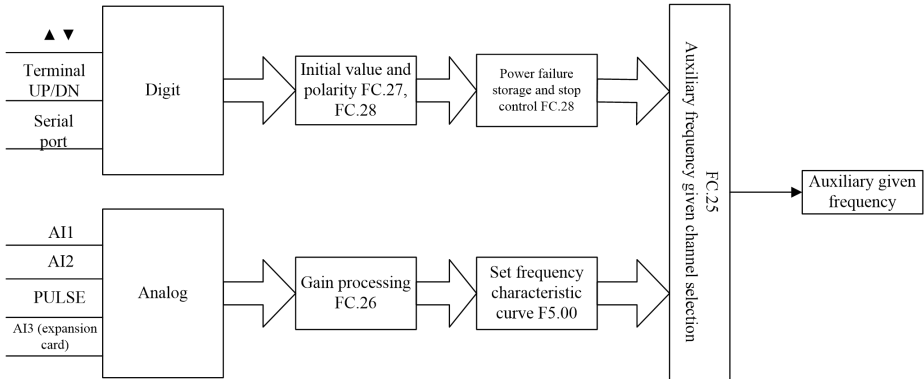 ▲ ▼
Terminal
UP/DN
Serial
port
Digit
Initial value and
polarity FC.27,
FC.28
Power failure
storage and stop
control FC.28
AI1
AI2
PULSE
AI3 (expansion
card)
Analog
Gain processing
FC.26
Set frequency
characteristic
curve F5.00
FC.25
Auxiliary frequency given channel selection
Auxiliary given
frequency